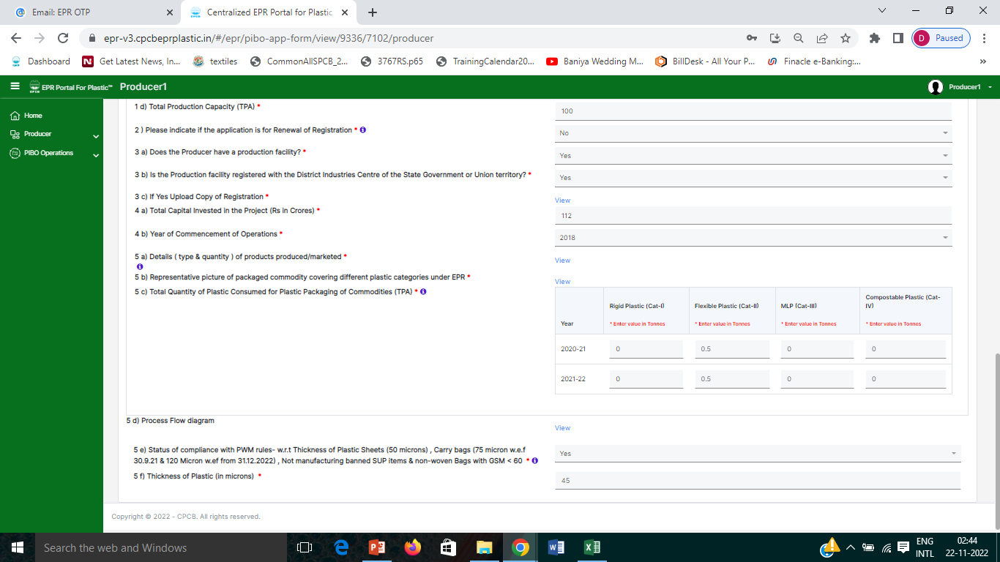 Email: EPR OTP
Centralized EPR Portal for Plastic
epr-v3.cpcbeprplastic.in/#/epr/pibo-app-form/view/9336/7102/producer
D Paused
Dashboard
Get Latest News, In...
textiles
CommonAllSPCB_2...
3767RS.p65
TrainingCalendar20...
Baniya Wedding M...
BillDesk - All Your P...
Finacle e-Banking:...
»
EPR Portal For Plastic™ Producer1
Producer1
Home
Producer
PIBO Operations
1 d) Total Production Capacity (TPA) *
100
2 ) Please indicate if the application is for Renewal of Registration *
No
3 a) Does the Producer have a production facility? *
Yes
3 b) Is the Production facility registered with the District Industries Centre of the State Government or Union territory? *
Yes
3 c) If Yes Upload Copy of Registration *
View
4 a) Total Capital Invested in the Project (Rs in Crores) *
112
4 b) Year of Commencement of Operations *
2018
5 a) Details ( type & quantity ) of products produced/marketed *
View
5 b) Representative picture of packaged commodity covering different plastic categories under EPR *
View
5 c) Total Quantity of Plastic Consumed for Plastic Packaging of Commodities (TPA) *
Year
Rigid Plastic (Cat-I)
* Enter value in Tonnes
Flexible Plastic (Cat-II)
* Enter value in Tonnes
MLP (Cat-III)
* Enter value in Tonnes
Compostable Plastic (Cat-
IV)
* Enter value in Tonnes
2020-21 0 0.5 0 0
2021-22 0 0.5 0 0
5 d) Process Flow diagram
View
5 e) Status of compliance with PWM rules- w.r.t Thickness of Plastic Sheets (50 microns) , Carry bags (75 micron w.e.f
30.9.21 & 120 Micron w.ef from 31.12.2022) , Not manufacturing banned SUP items & non-woven Bags with GSM < 60 *
Yes
5 f) Thickness of Plastic (in microns) *
45
Copyright © 2022 - CPCB. All rights reserved.
Search the web and Windows
ENG
INTL
02:44
22-11-2022